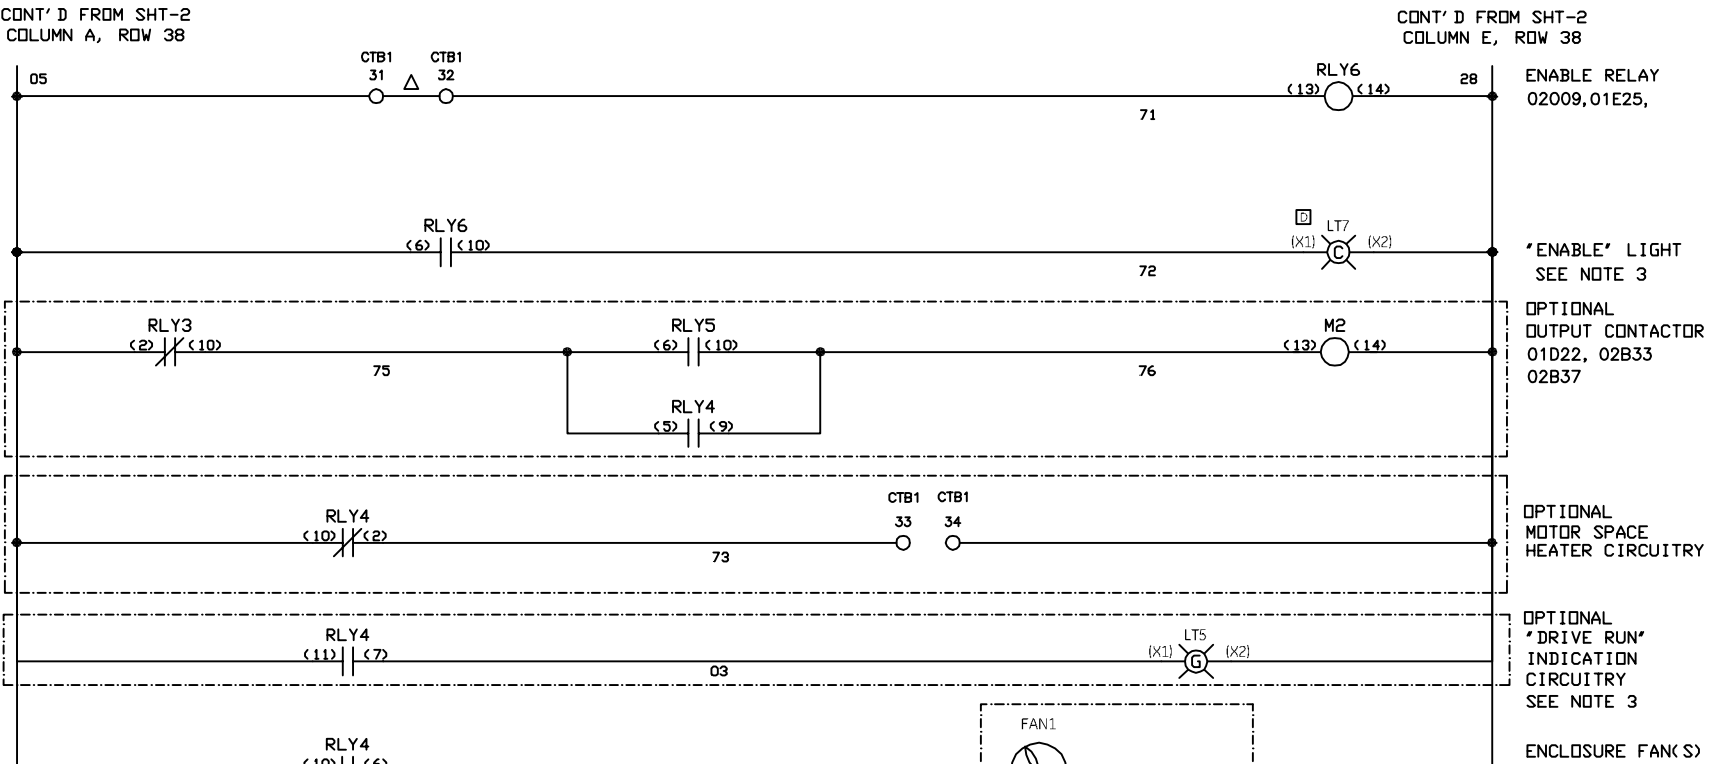 CONT'D FROM SHT-2
COLUMN A, ROW 38
CONT'D FROM SHT-2
COLUMN E, ROW 38
05
CTB1 CTB1
31 32
RLY6
(13) (14)
28
71
ENABLE RELAY
02009,01E25,
RLY6
(6) (10)
D
LT7
(X1) C (X2)
72
"ENABLE" LIGHT
SEE NOTE 3
RLY3
(2) (10)
75
RLY5
(6) (10)
RLY4
(5) (9)
M2
(13) (14)
76
OPTIONAL
OUTPUT CONTACTOR
01D22, 02B33
02B37
RLY4
(10) (2)
73
CTB1 CTB1
33 34
OPTIONAL
MOTOR SPACE
HEATER CIRCUITRY
RLY4
(11) (7)
03
LT5
(X1) G (X2)
OPTIONAL
"DRIVE RUN"
INDICATION
CIRCUITRY
SEE NOTE 3
RLY4
FAN1
ENCLOSURE FAN(S)